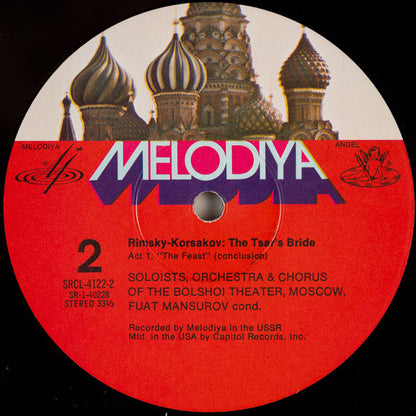 MELODIYA
ANGEL
MELODIYA
2
SRCL-4122-2
SR-1-40228
STEREO 33⅓
Rimsky-Korsakov: The Tsar's Bride
Act 1, "The Feast" (conclusion)
SOLOISTS, ORCHESTRA & CHORUS
OF THE BOLSHOI THEATER, MOSCOW,
FUAT MANSUROV cond.
Recorded by Melodiya in the USSR
Mfd. in the USA by Capitol Records, Inc.